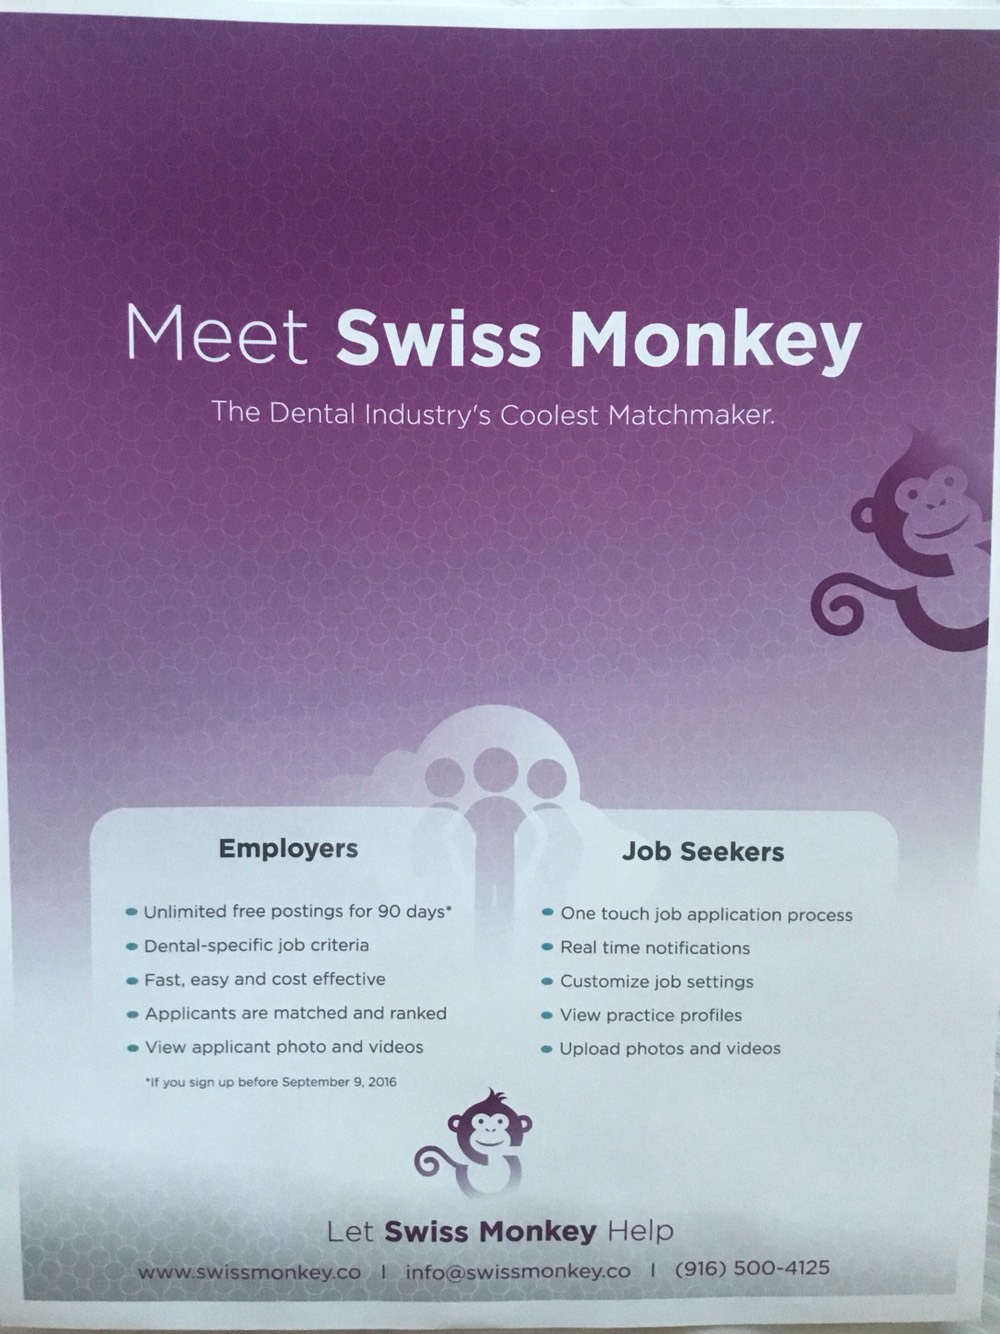 Meet Swiss Monkey
The Dental Industry's Coolest Matchmaker.
Employers
• Unlimited free postings for 90 days*
• Dental-specific job criteria
• Fast, easy and cost effective
• Applicants are matched and ranked
• View applicant photo and videos
*If you sign up before September 9, 2016
Job Seekers
• One touch job application process
• Real time notifications
• Customize job settings
• View practice profiles
• Upload photos and videos
Let Swiss Monkey Help
www.swissmonkey.co | info@swissmonkey.co | (916) 500-4125